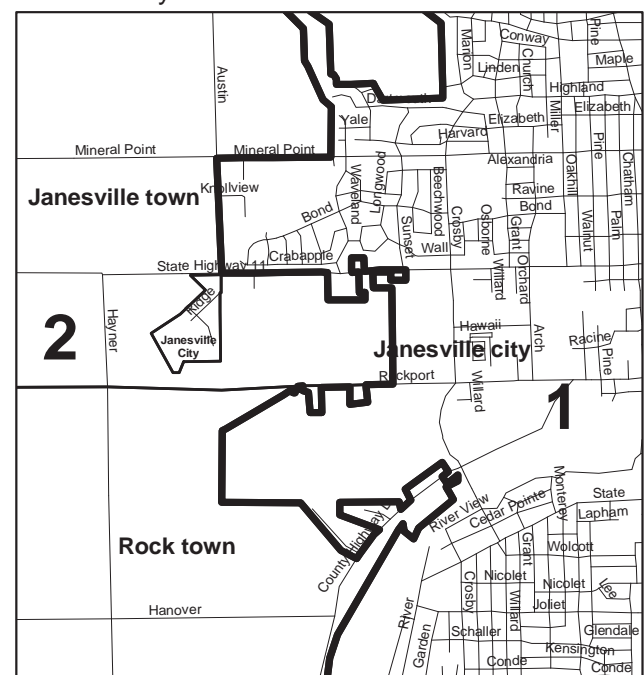 Marion
Conway
Pine
Maple
Linden
Church
Austin
Highland
Miller
Elizabeth
Yale
Elizabeth
Harvard
Pine
Mineral Point
Mineral Point
Alexandria
Oakhill
Chatham
Knollview
Janesville town
Waveland
Longwood
Beechwood
Ravine
Bond
Bond
Crosby
Osborne
Grant
Walnut
Palm
Sunset
Wall
Crabapple
State Highway 11
Willard
Orchard
Ridge
Hayner
2
Janesville
City
Hawaii
Arch
Racine
Janesville city
Pine
Rockport
Willard
1
Monterey
State
River View
Cedar Pointe
Lapham
County Highway
Rock town
Grant
Wolcott
Crosby
Nicolet
Nicolet
Lee
Willard
Joliet
Hanover
River
Garden
Schaller
Glendale
Kensington
Conde
Conde